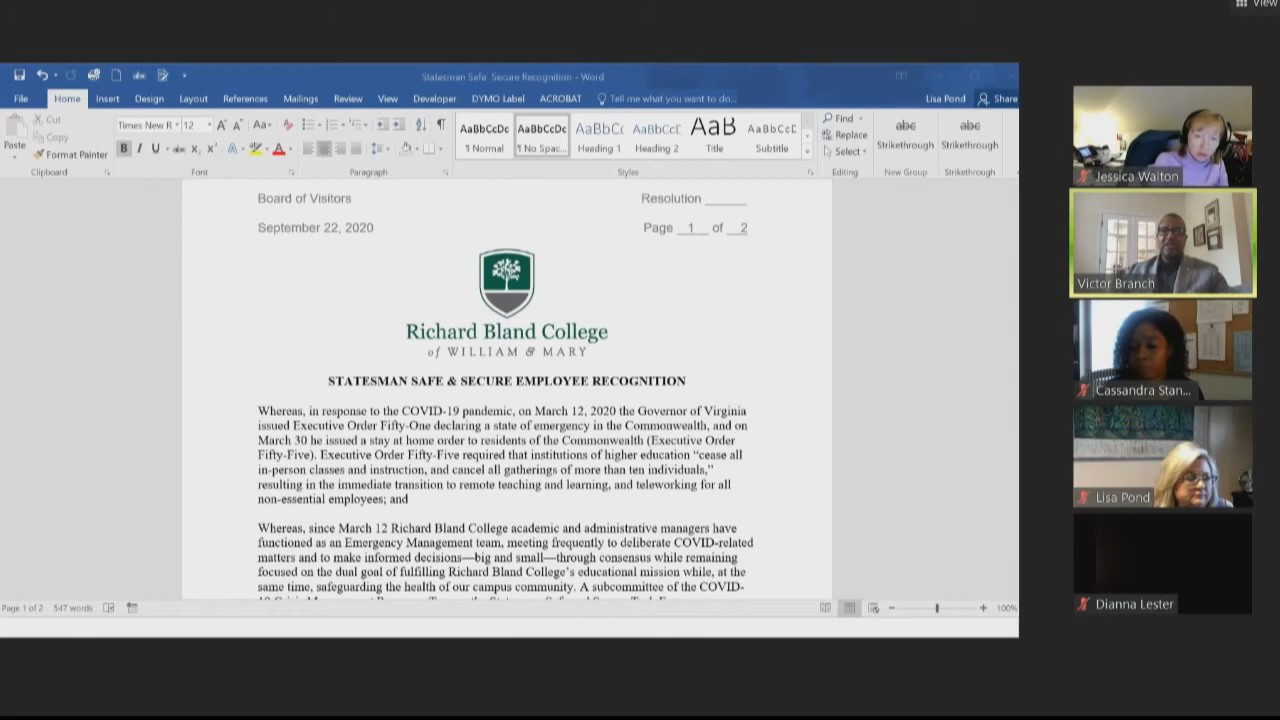 View
Statesman Safe Secure Recognition - Word
File Home Insert Design Layout References Mailings Review View Developer DYMO Label ACROBAT Tell me what you want to do... Lisa Pond Share
Cut
Copy
Paste
Format Painter
Clipboard
Times New R 12
Font
Paragraph
AaBbCcDc AaBbCcDc AaBbCc AaBbCcD AaB AaBbCcD
¶ Normal ¶ No Spac... Heading 1 Heading 2 Title Subtitle
Styles
Find
Replace
Select
Editing
abc abc
Strikethrough Strikethrough
New Group Strikethrough
Board of Visitors Resolution ______
September 22, 2020 Page __1__ of __2
Richard Bland College
of WILLIAM & MARY
STATESMAN SAFE & SECURE EMPLOYEE RECOGNITION
Whereas, in response to the COVID-19 pandemic, on March 12, 2020 the Governor of Virginia
issued Executive Order Fifty-One declaring a state of emergency in the Commonwealth, and on
March 30 he issued a stay at home order to residents of the Commonwealth (Executive Order
Fifty-Five). Executive Order Fifty-Five required that institutions of higher education “cease all
in-person classes and instruction, and cancel all gatherings of more than ten individuals,”
resulting in the immediate transition to remote teaching and learning, and teleworking for all
non-essential employees; and
Whereas, since March 12 Richard Bland College academic and administrative managers have
functioned as an Emergency Management team, meeting frequently to deliberate COVID-related
matters and to make informed decisions—big and small—through consensus while remaining
focused on the dual goal of fulfilling Richard Bland College’s educational mission while, at the
same time, safeguarding the health of our campus community. A subcommittee of the COVID-
Page 1 of 2 547 words 100%
Jessica Walton
Victor Branch
Cassandra Stan...
Lisa Pond
Dianna Lester